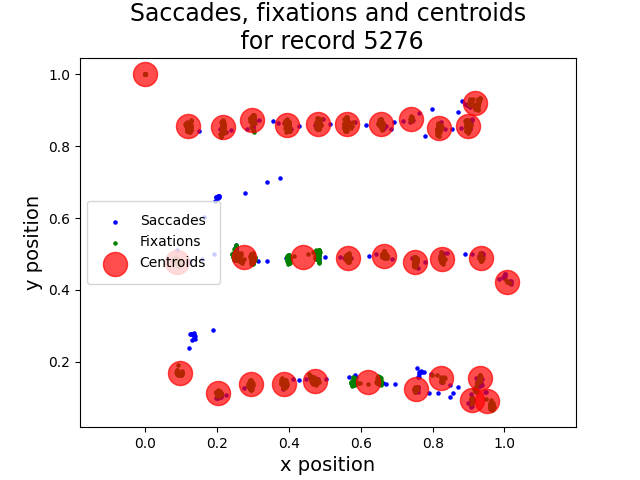 Saccades, fixations and centroids
for record 5276
y position
1.0
0.8
0.6
0.4
0.2
Saccades
Fixations
Centroids
0.0 0.2 0.4 0.6 0.8 1.0
x position